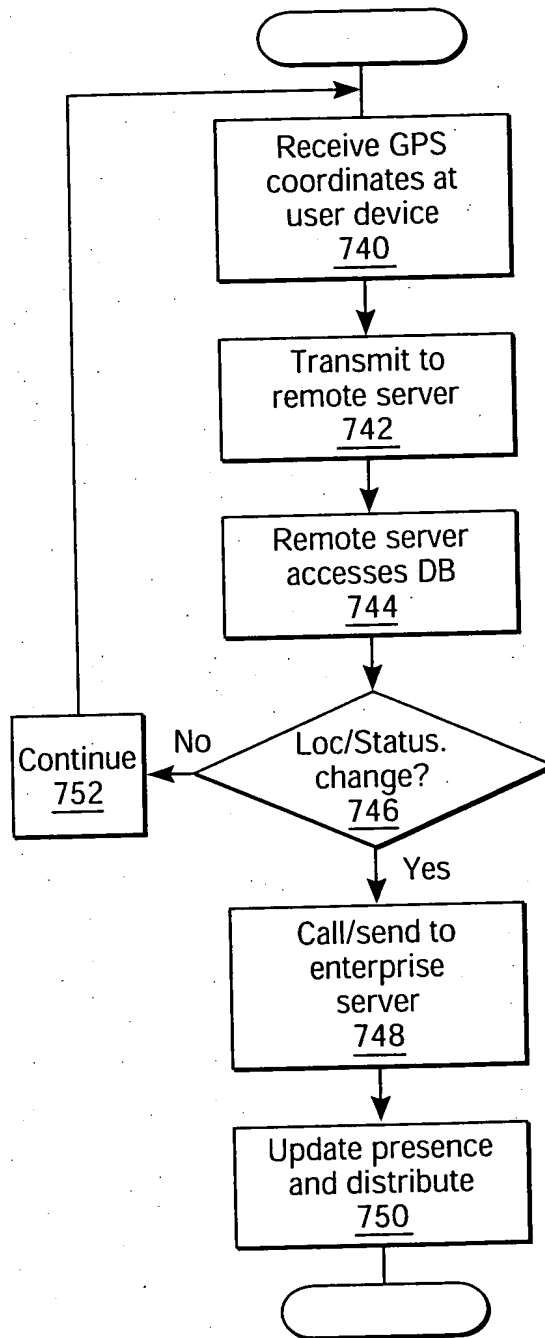 Receive GPS
coordinates at
user device
740
Transmit to
remote server
742
Remote server
accesses DB
744
Loc/Status.
change?
746
No
Continue
752
Yes
Call/send to
enterprise
server
748
Update presence
and distribute
750